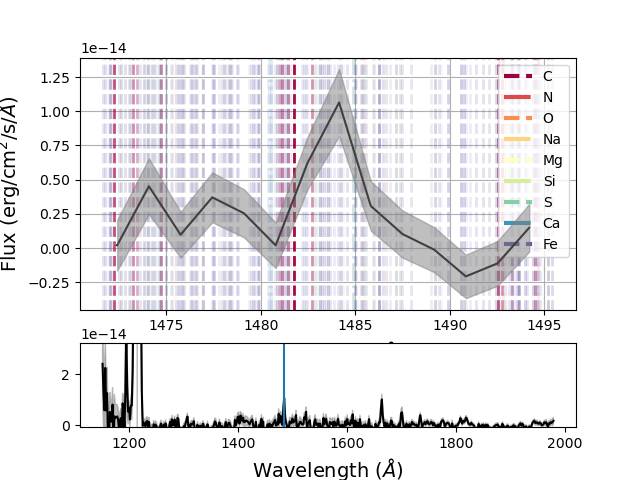 1e−14
Flux (erg/cm²/s/Å)
1.25
1.00
0.75
0.50
0.25
0.00
−0.25
1475 1480 1485 1490 1495
C
N
O
Na
Mg
Si
S
Ca
Fe
1e−14
2
0
1200 1400 1600 1800 2000
Wavelength (Å)